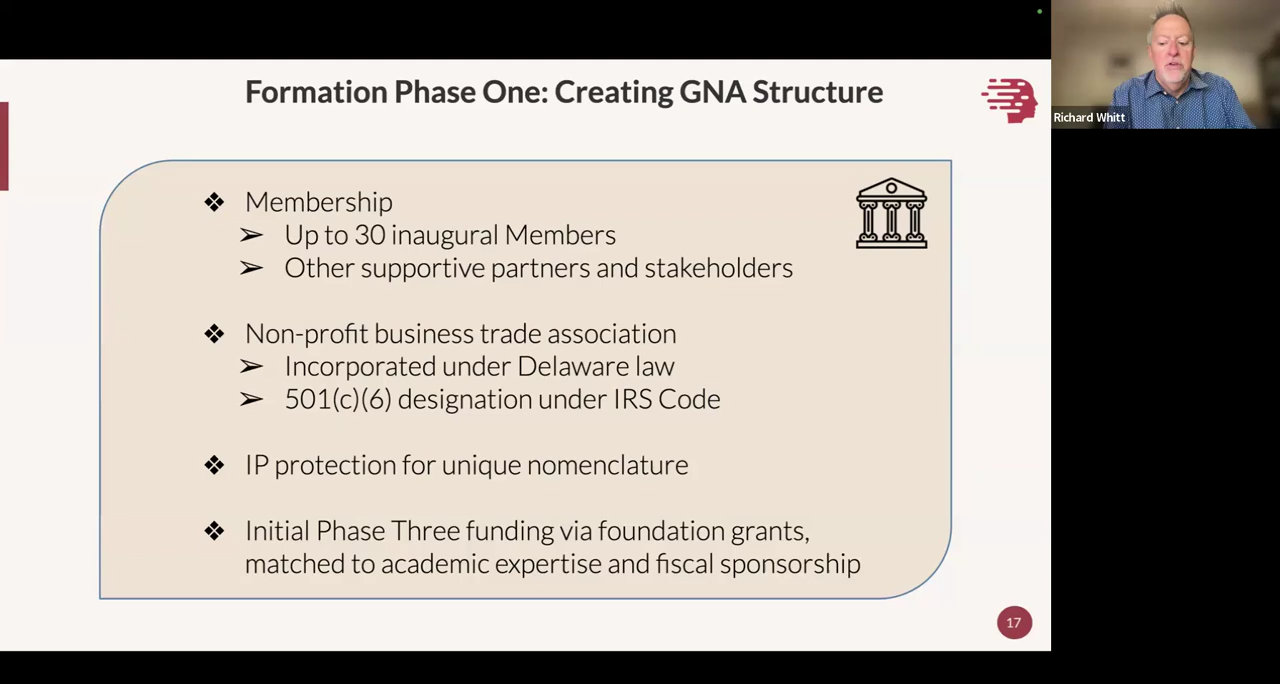 Formation Phase One: Creating GNA Structure
Richard Whitt
❖ Membership
➢ Up to 30 inaugural Members
➢ Other supportive partners and stakeholders
❖ Non-profit business trade association
➢ Incorporated under Delaware law
➢ 501(c)(6) designation under IRS Code
❖ IP protection for unique nomenclature
❖ Initial Phase Three funding via foundation grants,
matched to academic expertise and fiscal sponsorship
17